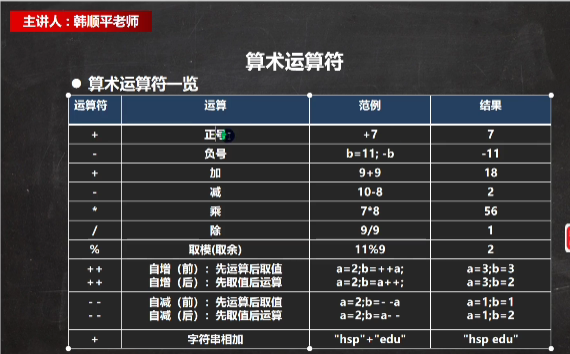 主讲人：韩顺平老师
算术运算符
● 算术运算符一览
运算符 运算 范例 结果
+ 正号 +7 7
- 负号 b=11; -b -11
+ 加 9+9 18
- 减 10-8 2
* 乘 7*8 56
/ 除 9/9 1
% 取模(取余) 11%9 2
++ 自增（前）：先运算后取值 a=2;b=++a; a=3;b=3
++ 自增（后）：先取值后运算 a=2;b=a++; a=3;b=2
- - 自减（前）：先运算后取值 a=2;b=- -a a=1;b=1
- - 自减（后）：先取值后运算 a=2;b=a- - a=1;b=2
+ 字符串相加 "hsp"+"edu" "hsp edu"